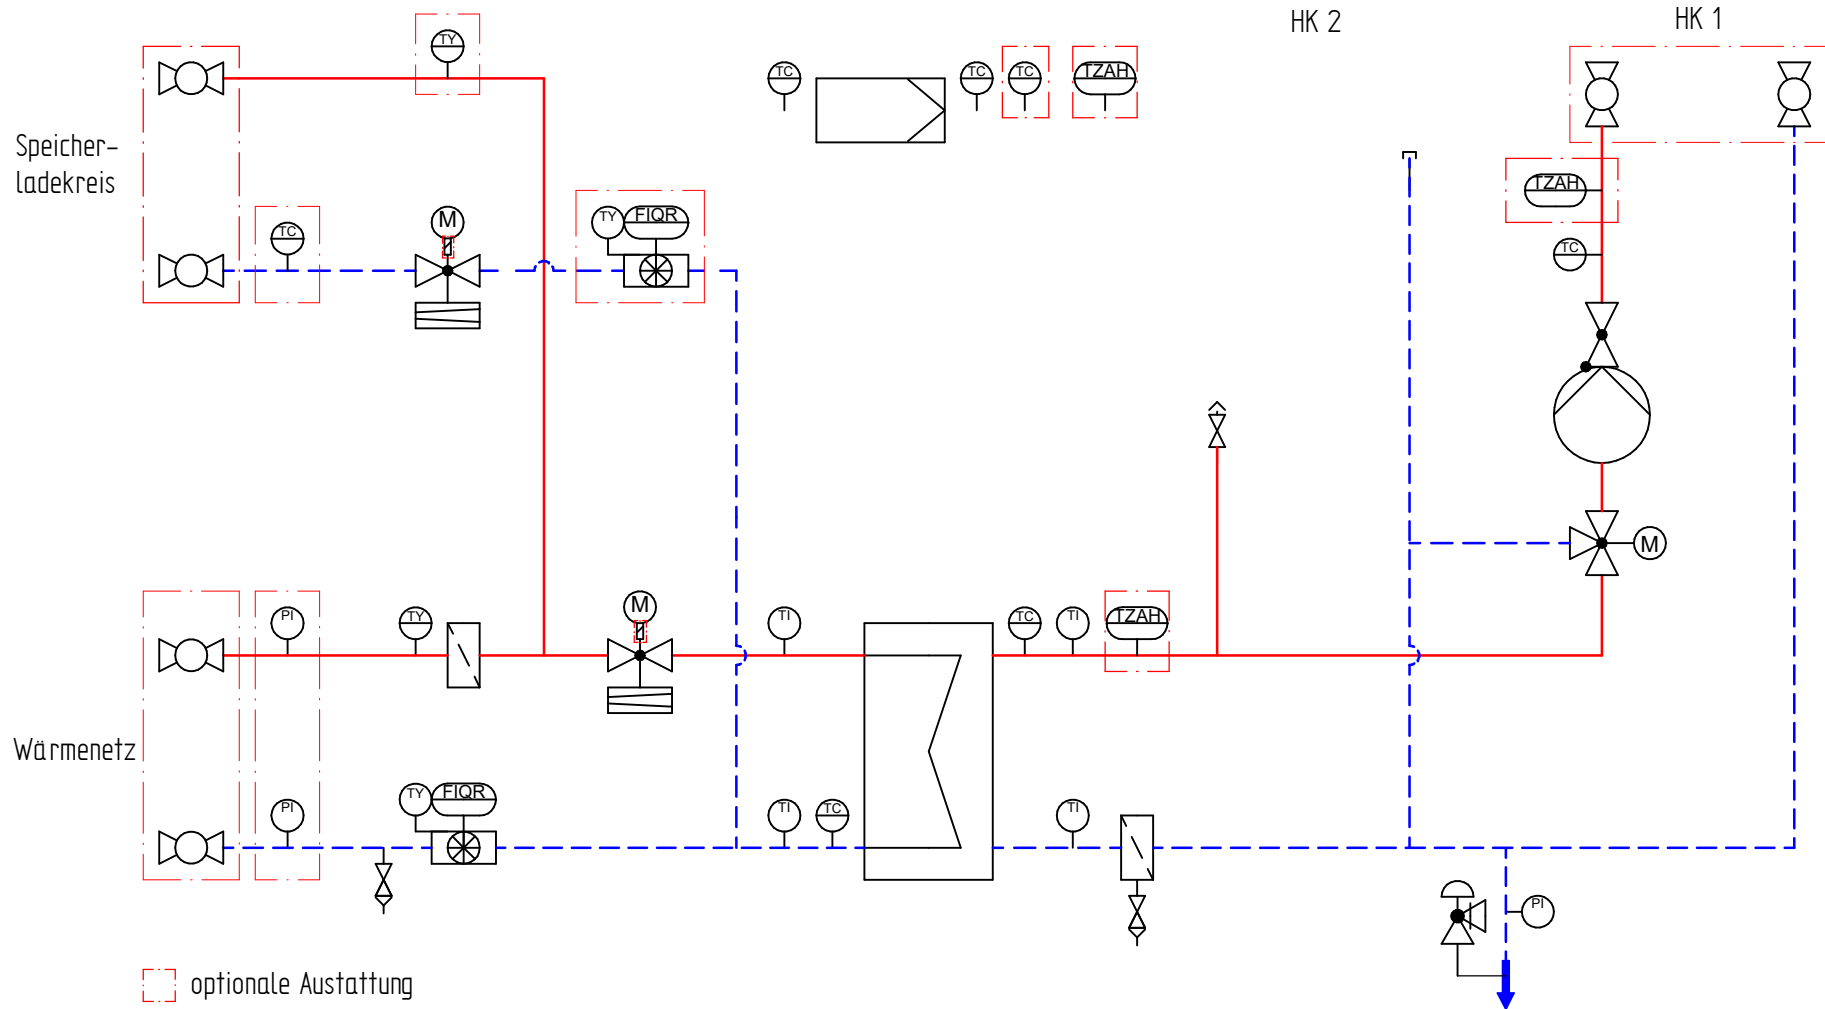 HK 2
HK 1
TY
TC
TC
TC
TZAH
Speicher-
ladekreis
TZAH
TC
M
TY
FIQR
TC
M
M
PI
TY
TI
TC
TI
TZAH
Wärmenetz
PI
TY
FIQR
TI
TC
TI
PI
optionale Austattung